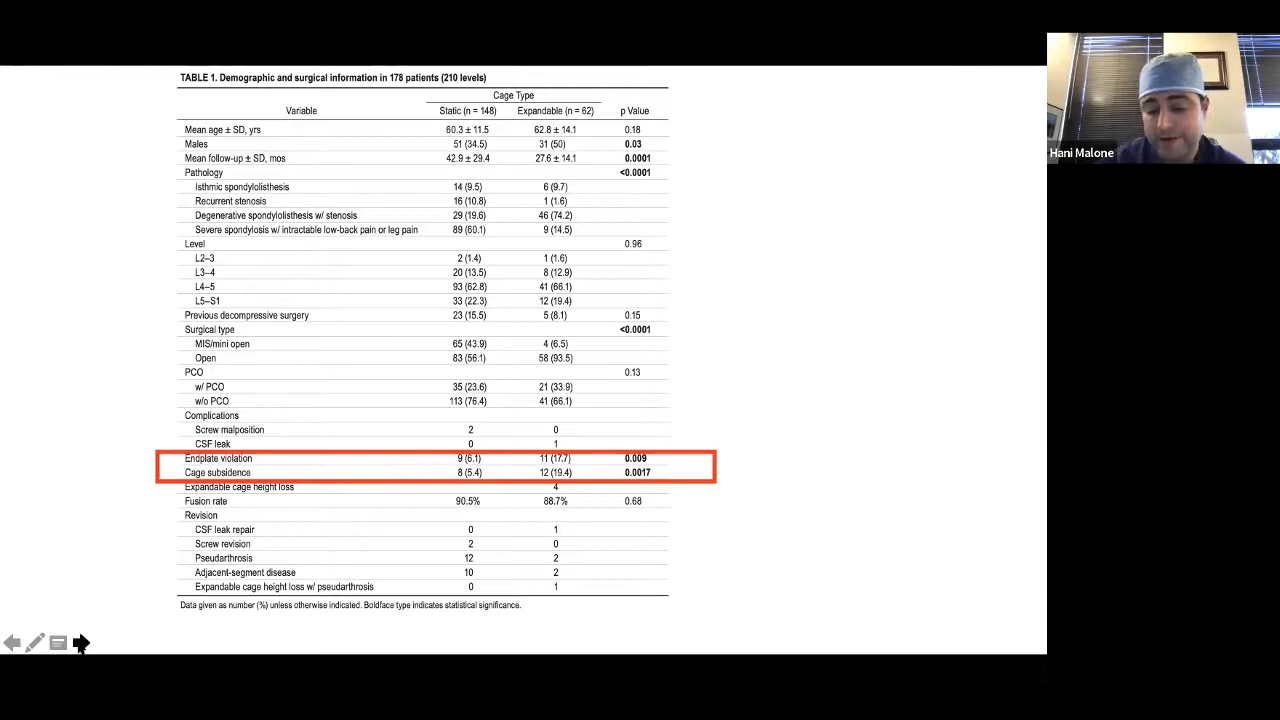 TABLE 1. Demographic and surgical information in 178 patients (210 levels)
Cage Type
Variable Static (n = 148) Expandable (n = 62) p Value
Mean age ± SD, yrs 60.3 ± 11.5 62.8 ± 14.1 0.18
Males 51 (34.5) 31 (50) 0.03
Mean follow-up ± SD, mos 42.9 ± 29.4 27.6 ± 14.1 0.0001
Pathology <0.0001
Isthmic spondylolisthesis 14 (9.5) 6 (9.7)
Recurrent stenosis 16 (10.8) 1 (1.6)
Degenerative spondylolisthesis w/ stenosis 29 (19.6) 46 (74.2)
Severe spondylosis w/ intractable low-back pain or leg pain 89 (60.1) 9 (14.5)
Level 0.96
L2–3 2 (1.4) 1 (1.6)
L3–4 20 (13.5) 8 (12.9)
L4–5 93 (62.8) 41 (66.1)
L5–S1 33 (22.3) 12 (19.4)
Previous decompressive surgery 23 (15.5) 5 (8.1) 0.15
Surgical type <0.0001
MIS/mini open 65 (43.9) 4 (6.5)
Open 83 (56.1) 58 (93.5)
PCO 0.13
w/ PCO 35 (23.6) 21 (33.9)
w/o PCO 113 (76.4) 41 (66.1)
Complications
Screw malposition 2 0
CSF leak 0 1
Endplate violation 9 (6.1) 11 (17.7) 0.009
Cage subsidence 8 (5.4) 12 (19.4) 0.0017
Expandable cage height loss 4
Fusion rate 90.5% 88.7% 0.68
Revision
CSF leak repair 0 1
Screw revision 2 0
Pseudarthrosis 12 2
Adjacent-segment disease 10 2
Expandable cage height loss w/ pseudarthrosis 0 1
Data given as number (%) unless otherwise indicated. Boldface type indicates statistical significance.
Hani Malone